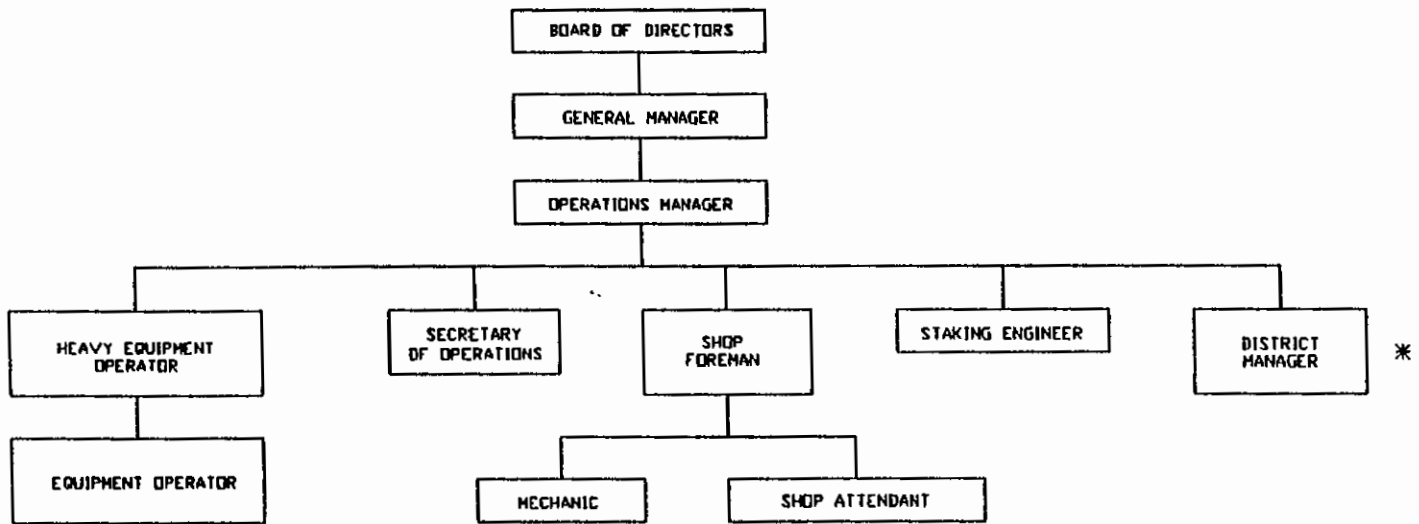 BOARD OF DIRECTORS
GENERAL MANAGER
OPERATIONS MANAGER
HEAVY EQUIPMENT
OPERATOR
SECRETARY
OF OPERATIONS
SHOP
FOREMAN
STAKING ENGINEER
DISTRICT
MANAGER
*
EQUIPMENT OPERATOR
MECHANIC
SHOP ATTENDANT